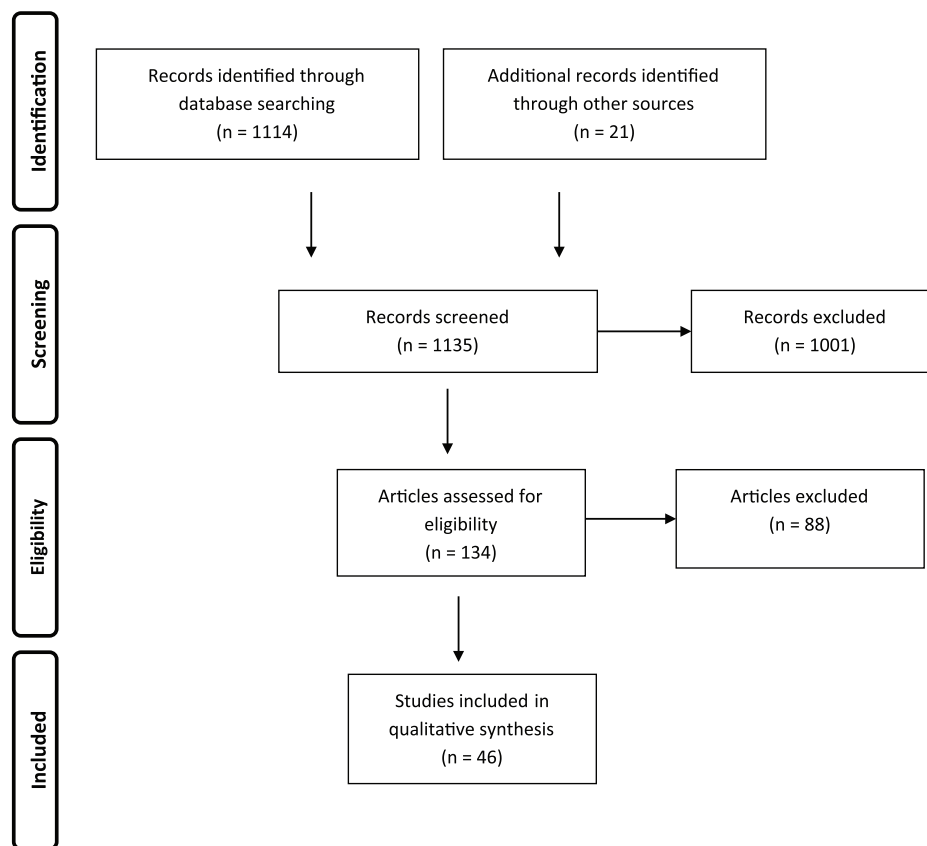 Identification
Records identified through
database searching
(n = 1114)
Additional records identified
through other sources
(n = 21)
Screening
Records screened
(n = 1135)
Records excluded
(n = 1001)
Eligibility
Articles assessed for
eligibility
(n = 134)
Articles excluded
(n = 88)
Included
Studies included in
qualitative synthesis
(n = 46)